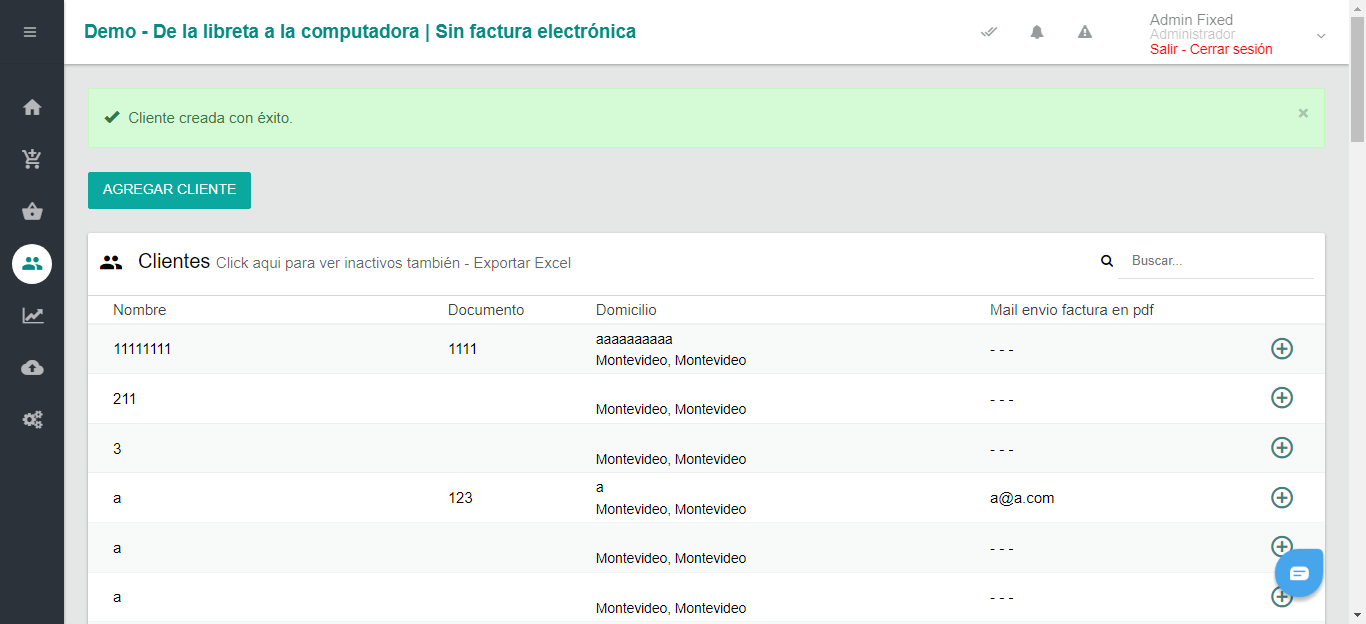 Demo - De la libreta a la computadora | Sin factura electrónica
Admin Fixed
Administrador
Salir - Cerrar sesión
Cliente creada con éxito.
×
AGREGAR CLIENTE
Clientes Click aqui para ver inactivos también - Exportar Excel
Buscar...
Nombre Documento Domicilio Mail envio factura en pdf
11111111 1111 aaaaaaaaaa - - -
Montevideo, Montevideo
211 - - -
Montevideo, Montevideo
3 - - -
Montevideo, Montevideo
a 123 a a@a.com
Montevideo, Montevideo
a - - -
Montevideo, Montevideo
a - - -
Montevideo, Montevideo